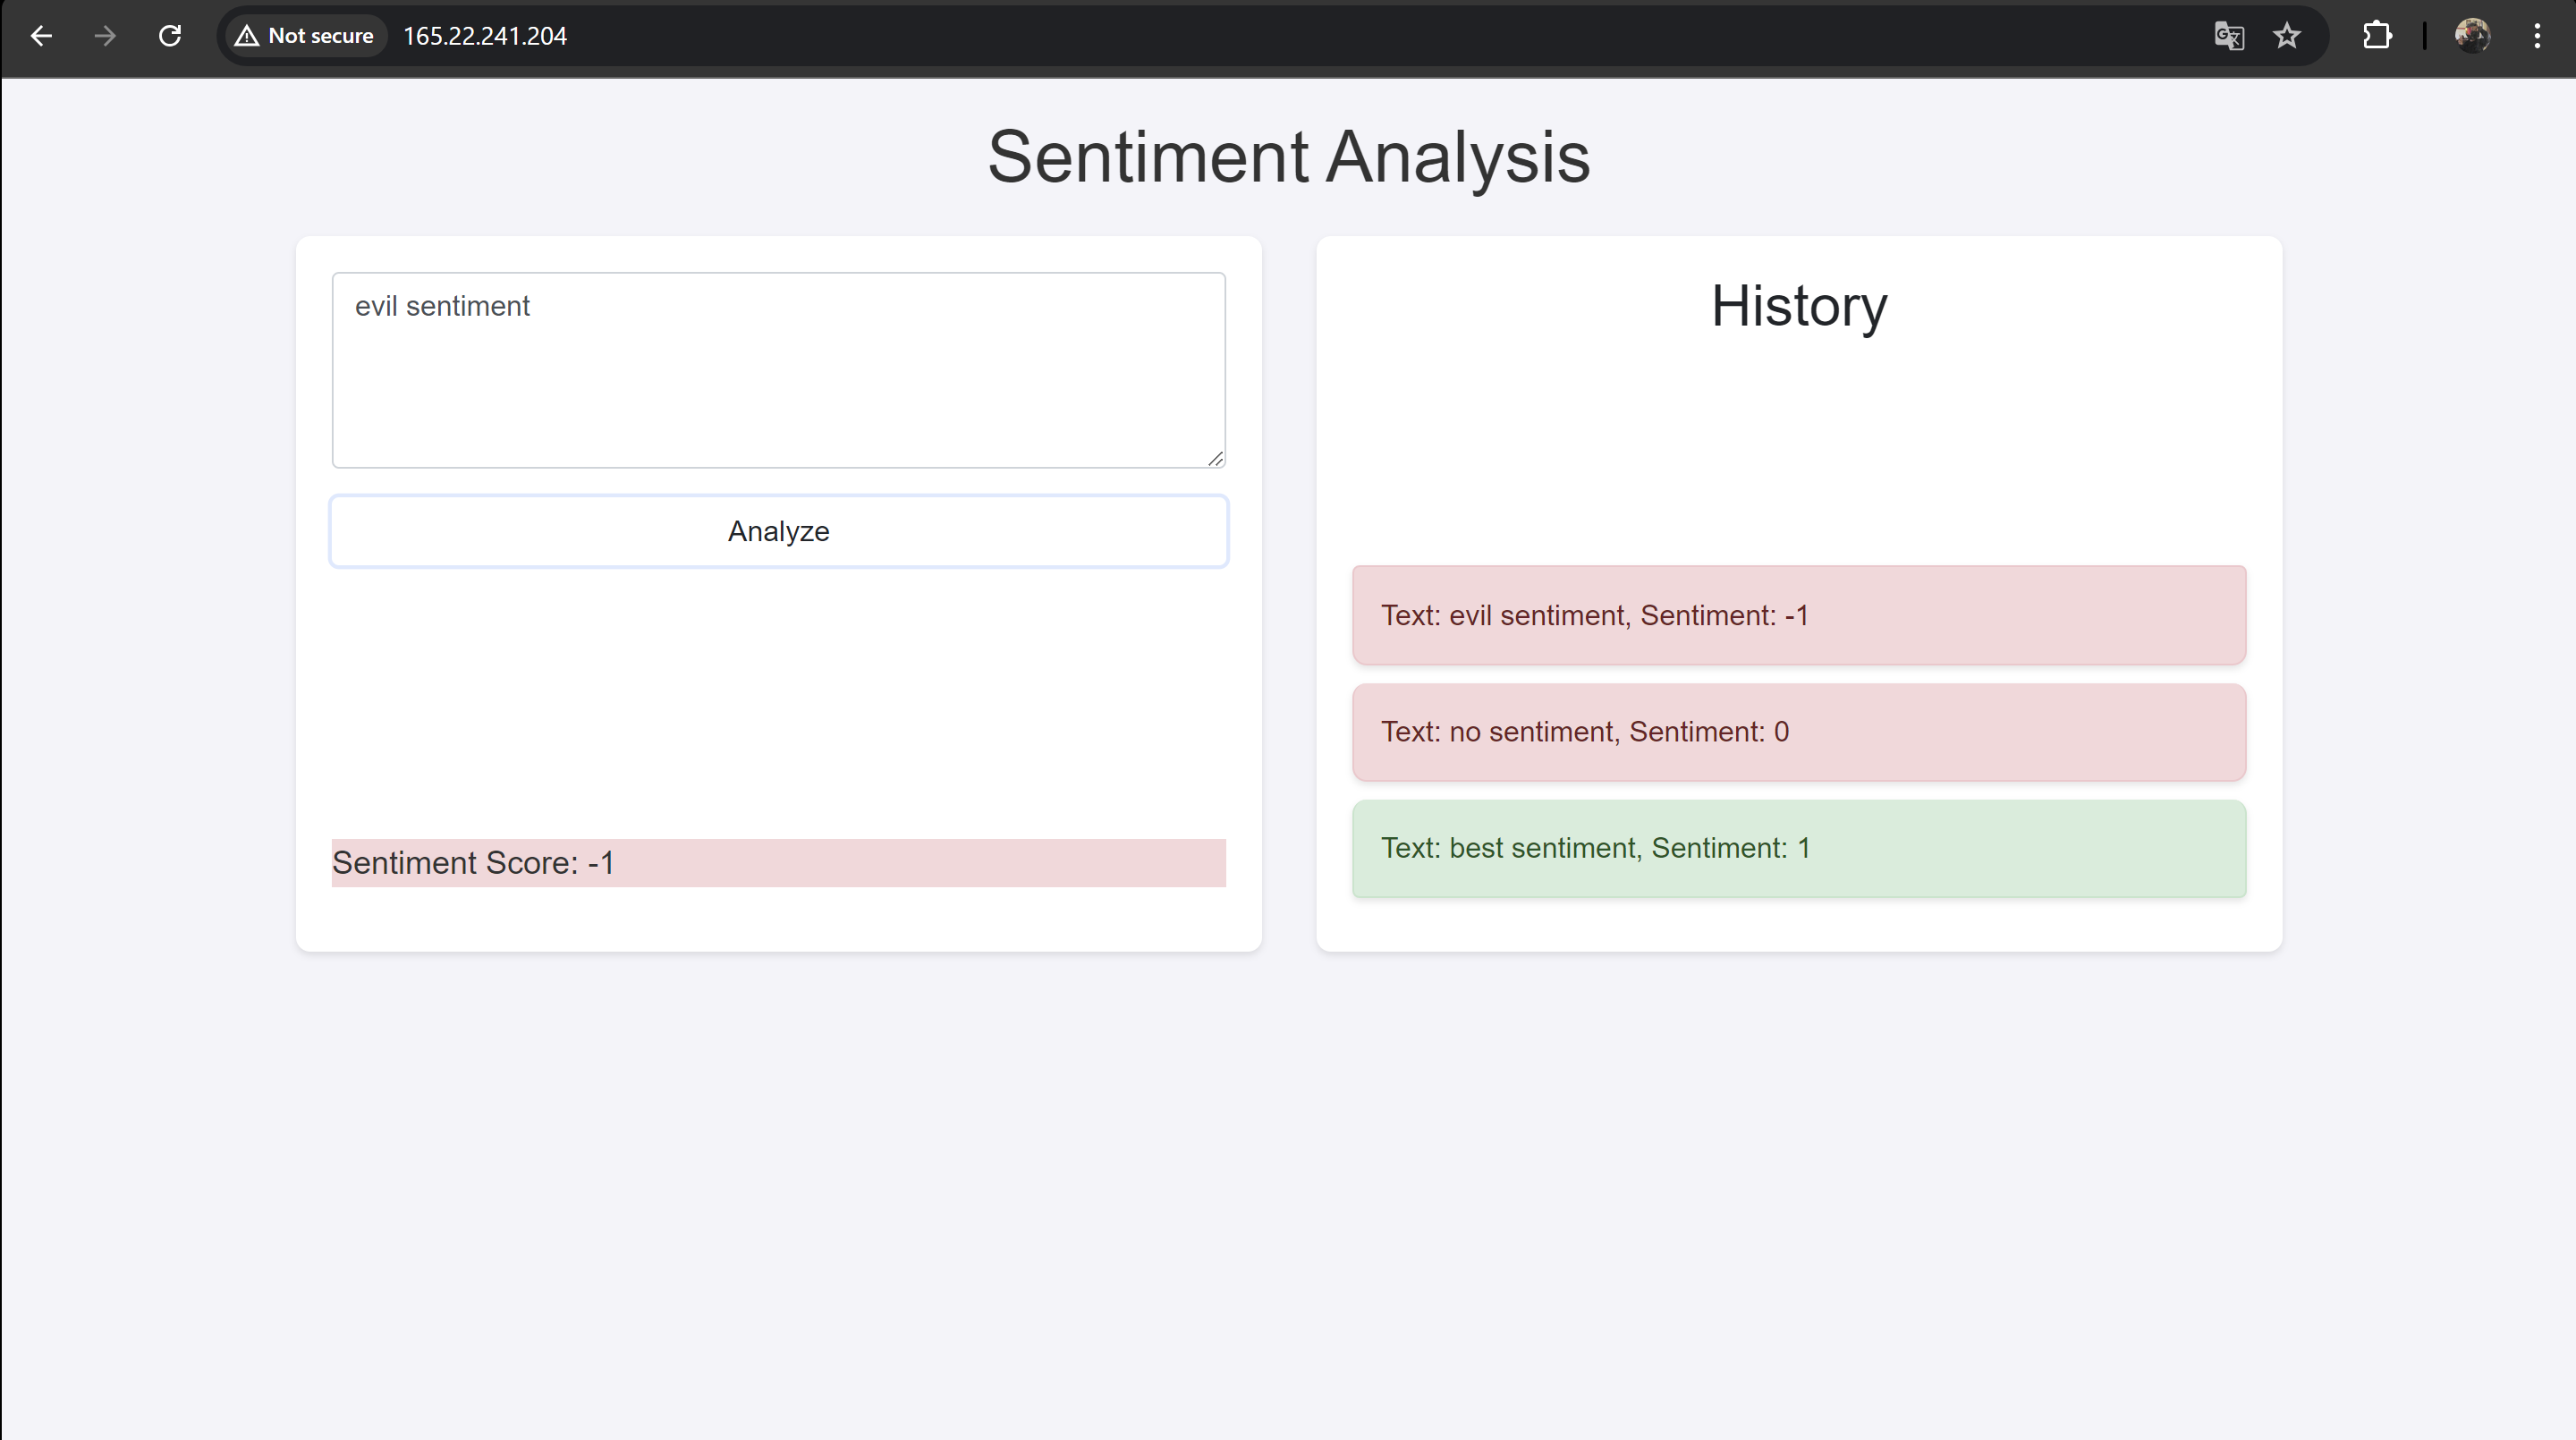 Not secure 165.22.241.204
Sentiment Analysis
evil sentiment
Analyze
Sentiment Score: -1
History
Text: evil sentiment, Sentiment: -1
Text: no sentiment, Sentiment: 0
Text: best sentiment, Sentiment: 1